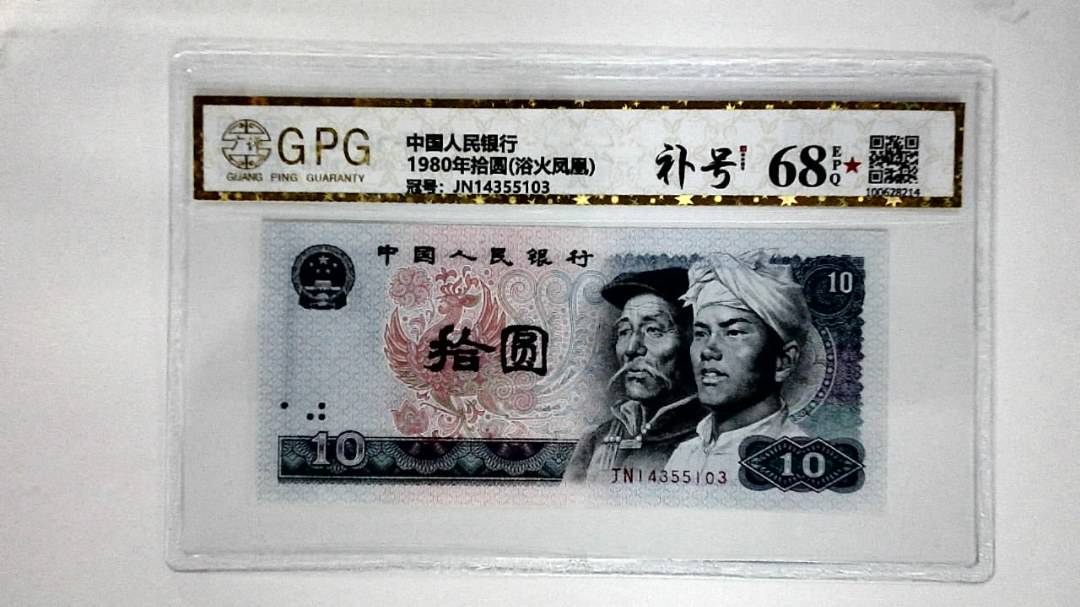 GPG
GUANG PING GUARANTY
中国人民银行
1980年拾圆(浴火凤凰)
冠号: JN14355103
补号
68
EPQ
100628214
中国人民银行
10
拾圆
10
JN14355103
10